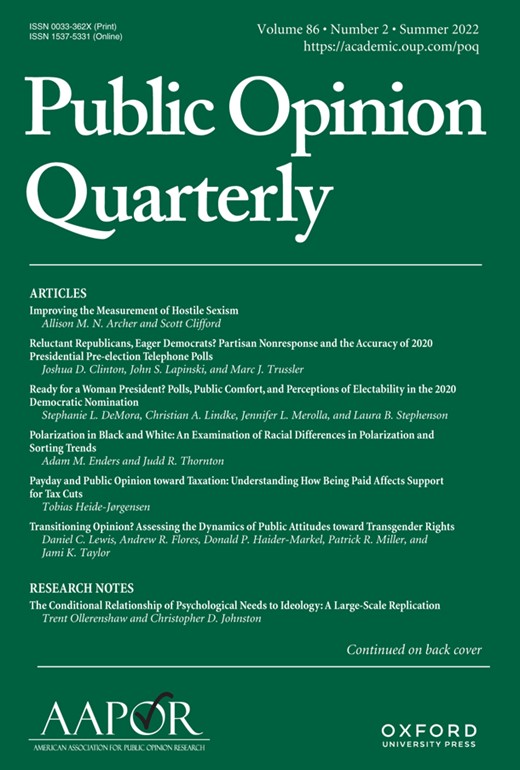 ISSN 0033-362X (Print)
ISSN 1537-5331 (Online)
Volume 86 • Number 2 • Summer 2022
https://academic.oup.com/poq
Public Opinion
Quarterly
ARTICLES
Improving the Measurement of Hostile Sexism
Allison M. N. Archer and Scott Clifford
Reluctant Republicans, Eager Democrats? Partisan Nonresponse and the Accuracy of 2020
Presidential Pre-election Telephone Polls
Joshua D. Clinton, John S. Lapinski, and Marc J. Trussler
Ready for a Woman President? Polls, Public Comfort, and Perceptions of Electability in the 2020
Democratic Nomination
Stephanie L. DeMora, Christian A. Lindke, Jennifer L. Merolla, and Laura B. Stephenson
Polarization in Black and White: An Examination of Racial Differences in Polarization and
Sorting Trends
Adam M. Enders and Judd R. Thornton
Payday and Public Opinion toward Taxation: Understanding How Being Paid Affects Support
for Tax Cuts
Tobias Heide-Jørgensen
Transitioning Opinion? Assessing the Dynamics of Public Attitudes toward Transgender Rights
Daniel C. Lewis, Andrew R. Flores, Donald P. Haider-Markel, Patrick R. Miller, and
Jami K. Taylor
RESEARCH NOTES
The Conditional Relationship of Psychological Needs to Ideology: A Large-Scale Replication
Trent Ollerenshaw and Christopher D. Johnston
Continued on back cover
AAPOR
AMERICAN ASSOCIATION FOR PUBLIC OPINION RESEARCH
OXFORD
UNIVERSITY PRESS